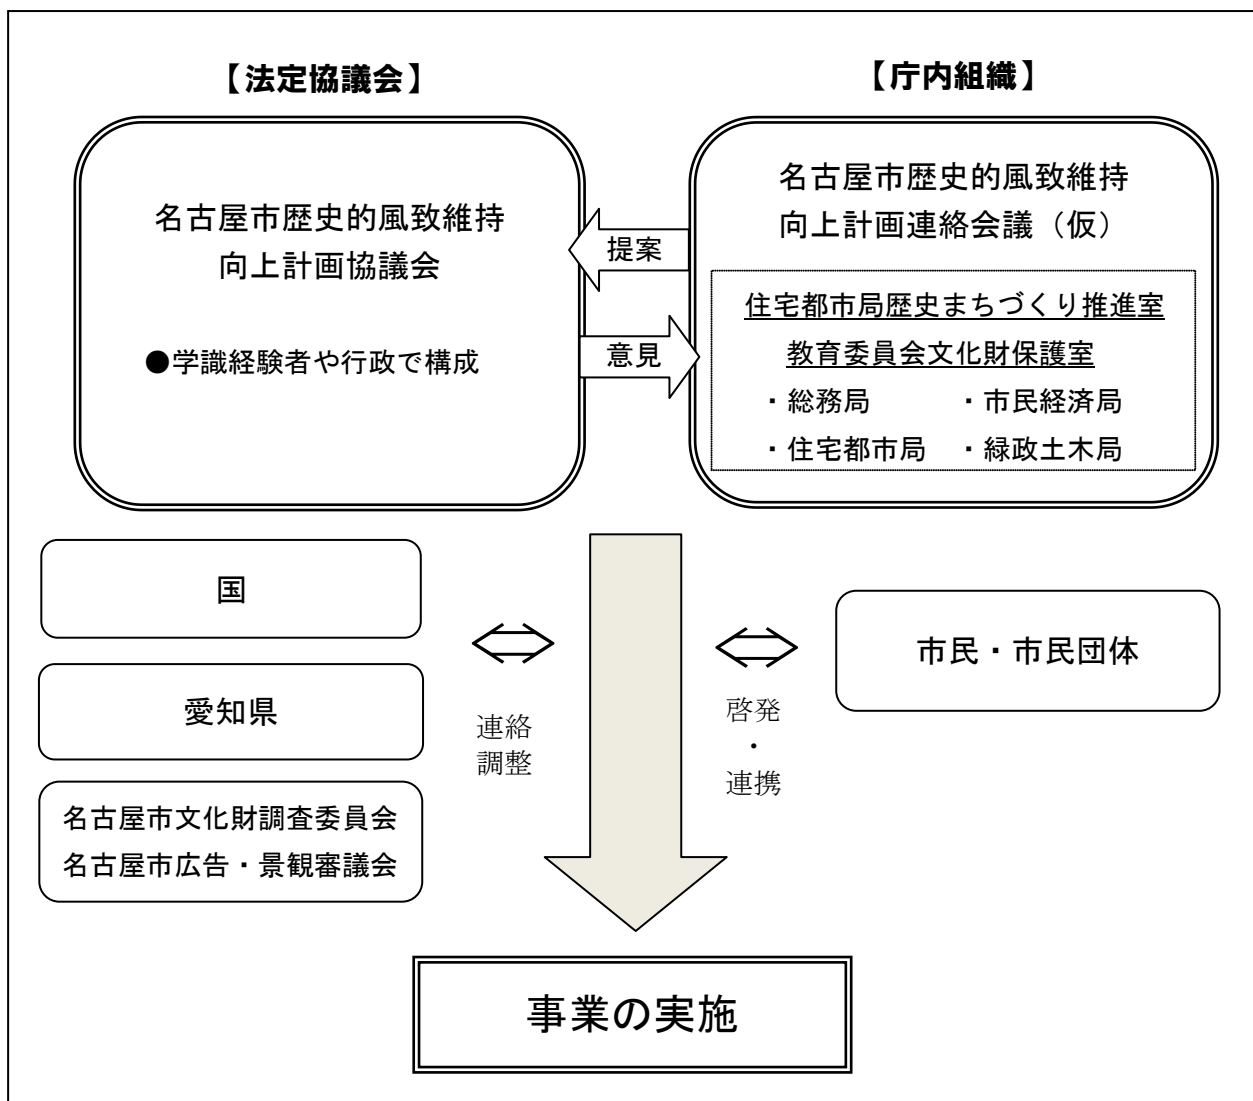 【法定協議会】
名古屋市歴史的風致維持
向上計画協議会
●学識経験者や行政で構成
提案
意見
【庁内組織】
名古屋市歴史的風致維持
向上計画連絡会議（仮）
住宅都市局歴史まちづくり推進室
教育委員会文化財保護室
・総務局　・市民経済局
・住宅都市局　・緑政土木局
国
愛知県
名古屋市文化財調査委員会
名古屋市広告・景観審議会
連絡
調整
啓発
・
連携
市民・市民団体
事業の実施